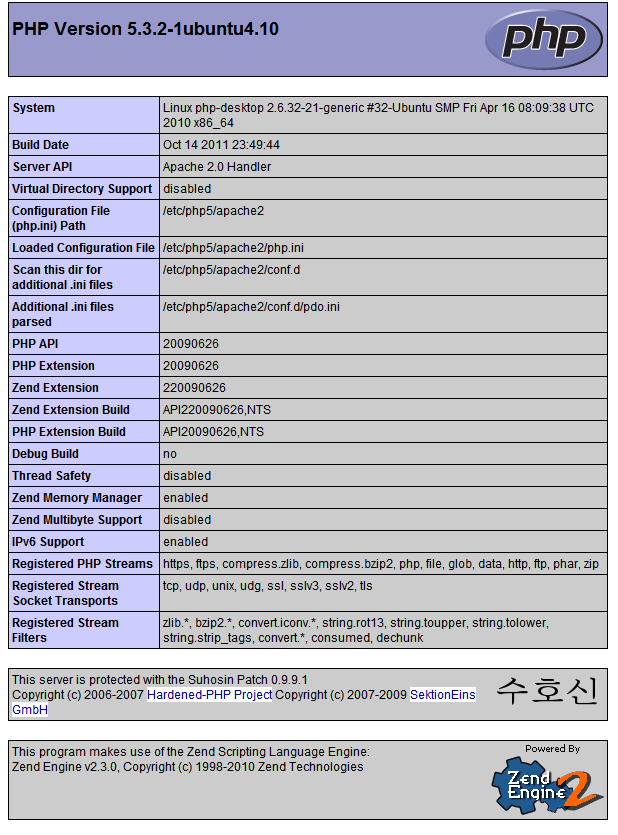 PHP Version 5.3.2-1ubuntu4.10
php
System Linux php-desktop 2.6.32-21-generic #32-Ubuntu SMP Fri Apr 16 08:09:38 UTC
2010 x86_64
Build Date Oct 14 2011 23:49:44
Server API Apache 2.0 Handler
Virtual Directory Support disabled
Configuration File /etc/php5/apache2
(php.ini) Path
Loaded Configuration File /etc/php5/apache2/php.ini
Scan this dir for /etc/php5/apache2/conf.d
additional .ini files
Additional .ini files /etc/php5/apache2/conf.d/pdo.ini
parsed
PHP API 20090626
PHP Extension 20090626
Zend Extension 220090626
Zend Extension Build API220090626,NTS
PHP Extension Build API20090626,NTS
Debug Build no
Thread Safety disabled
Zend Memory Manager enabled
Zend Multibyte Support disabled
IPv6 Support enabled
Registered PHP Streams https, ftps, compress.zlib, compress.bzip2, php, file, glob, data, http, ftp, phar, zip
Registered Stream tcp, udp, unix, udg, ssl, sslv3, sslv2, tls
Socket Transports
Registered Stream zlib.*, bzip2.*, convert.iconv.*, string.rot13, string.toupper, string.tolower,
Filters string.strip_tags, convert.*, consumed, dechunk
This server is protected with the Suhosin Patch 0.9.9.1
Copyright (c) 2006-2007 Hardened-PHP Project Copyright (c) 2007-2009 SektionEins
GmbH
수호신
This program makes use of the Zend Scripting Language Engine:
Zend Engine v2.3.0, Copyright (c) 1998-2010 Zend Technologies
Powered By
Zend
Engine 2